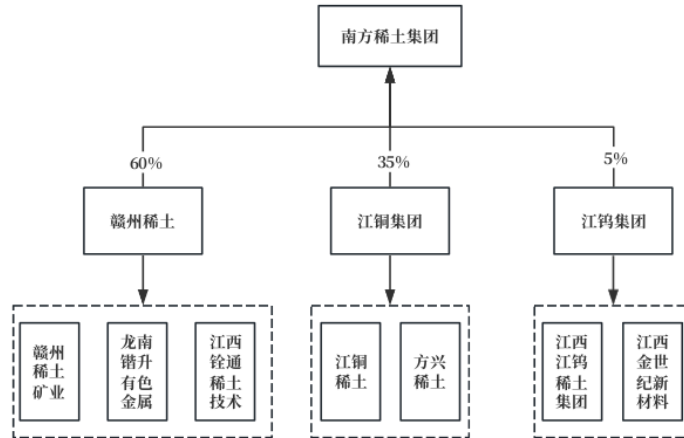 南方稀土集团
60%
35%
5%
赣州稀土
江铜集团
江钨集团
赣州
稀土
矿业
龙南
锴升
有色
金属
江西
铨通
稀土
技术
江铜
稀土
方兴
稀土
江西
江钨
稀土
集团
江西
金世
纪新
材料